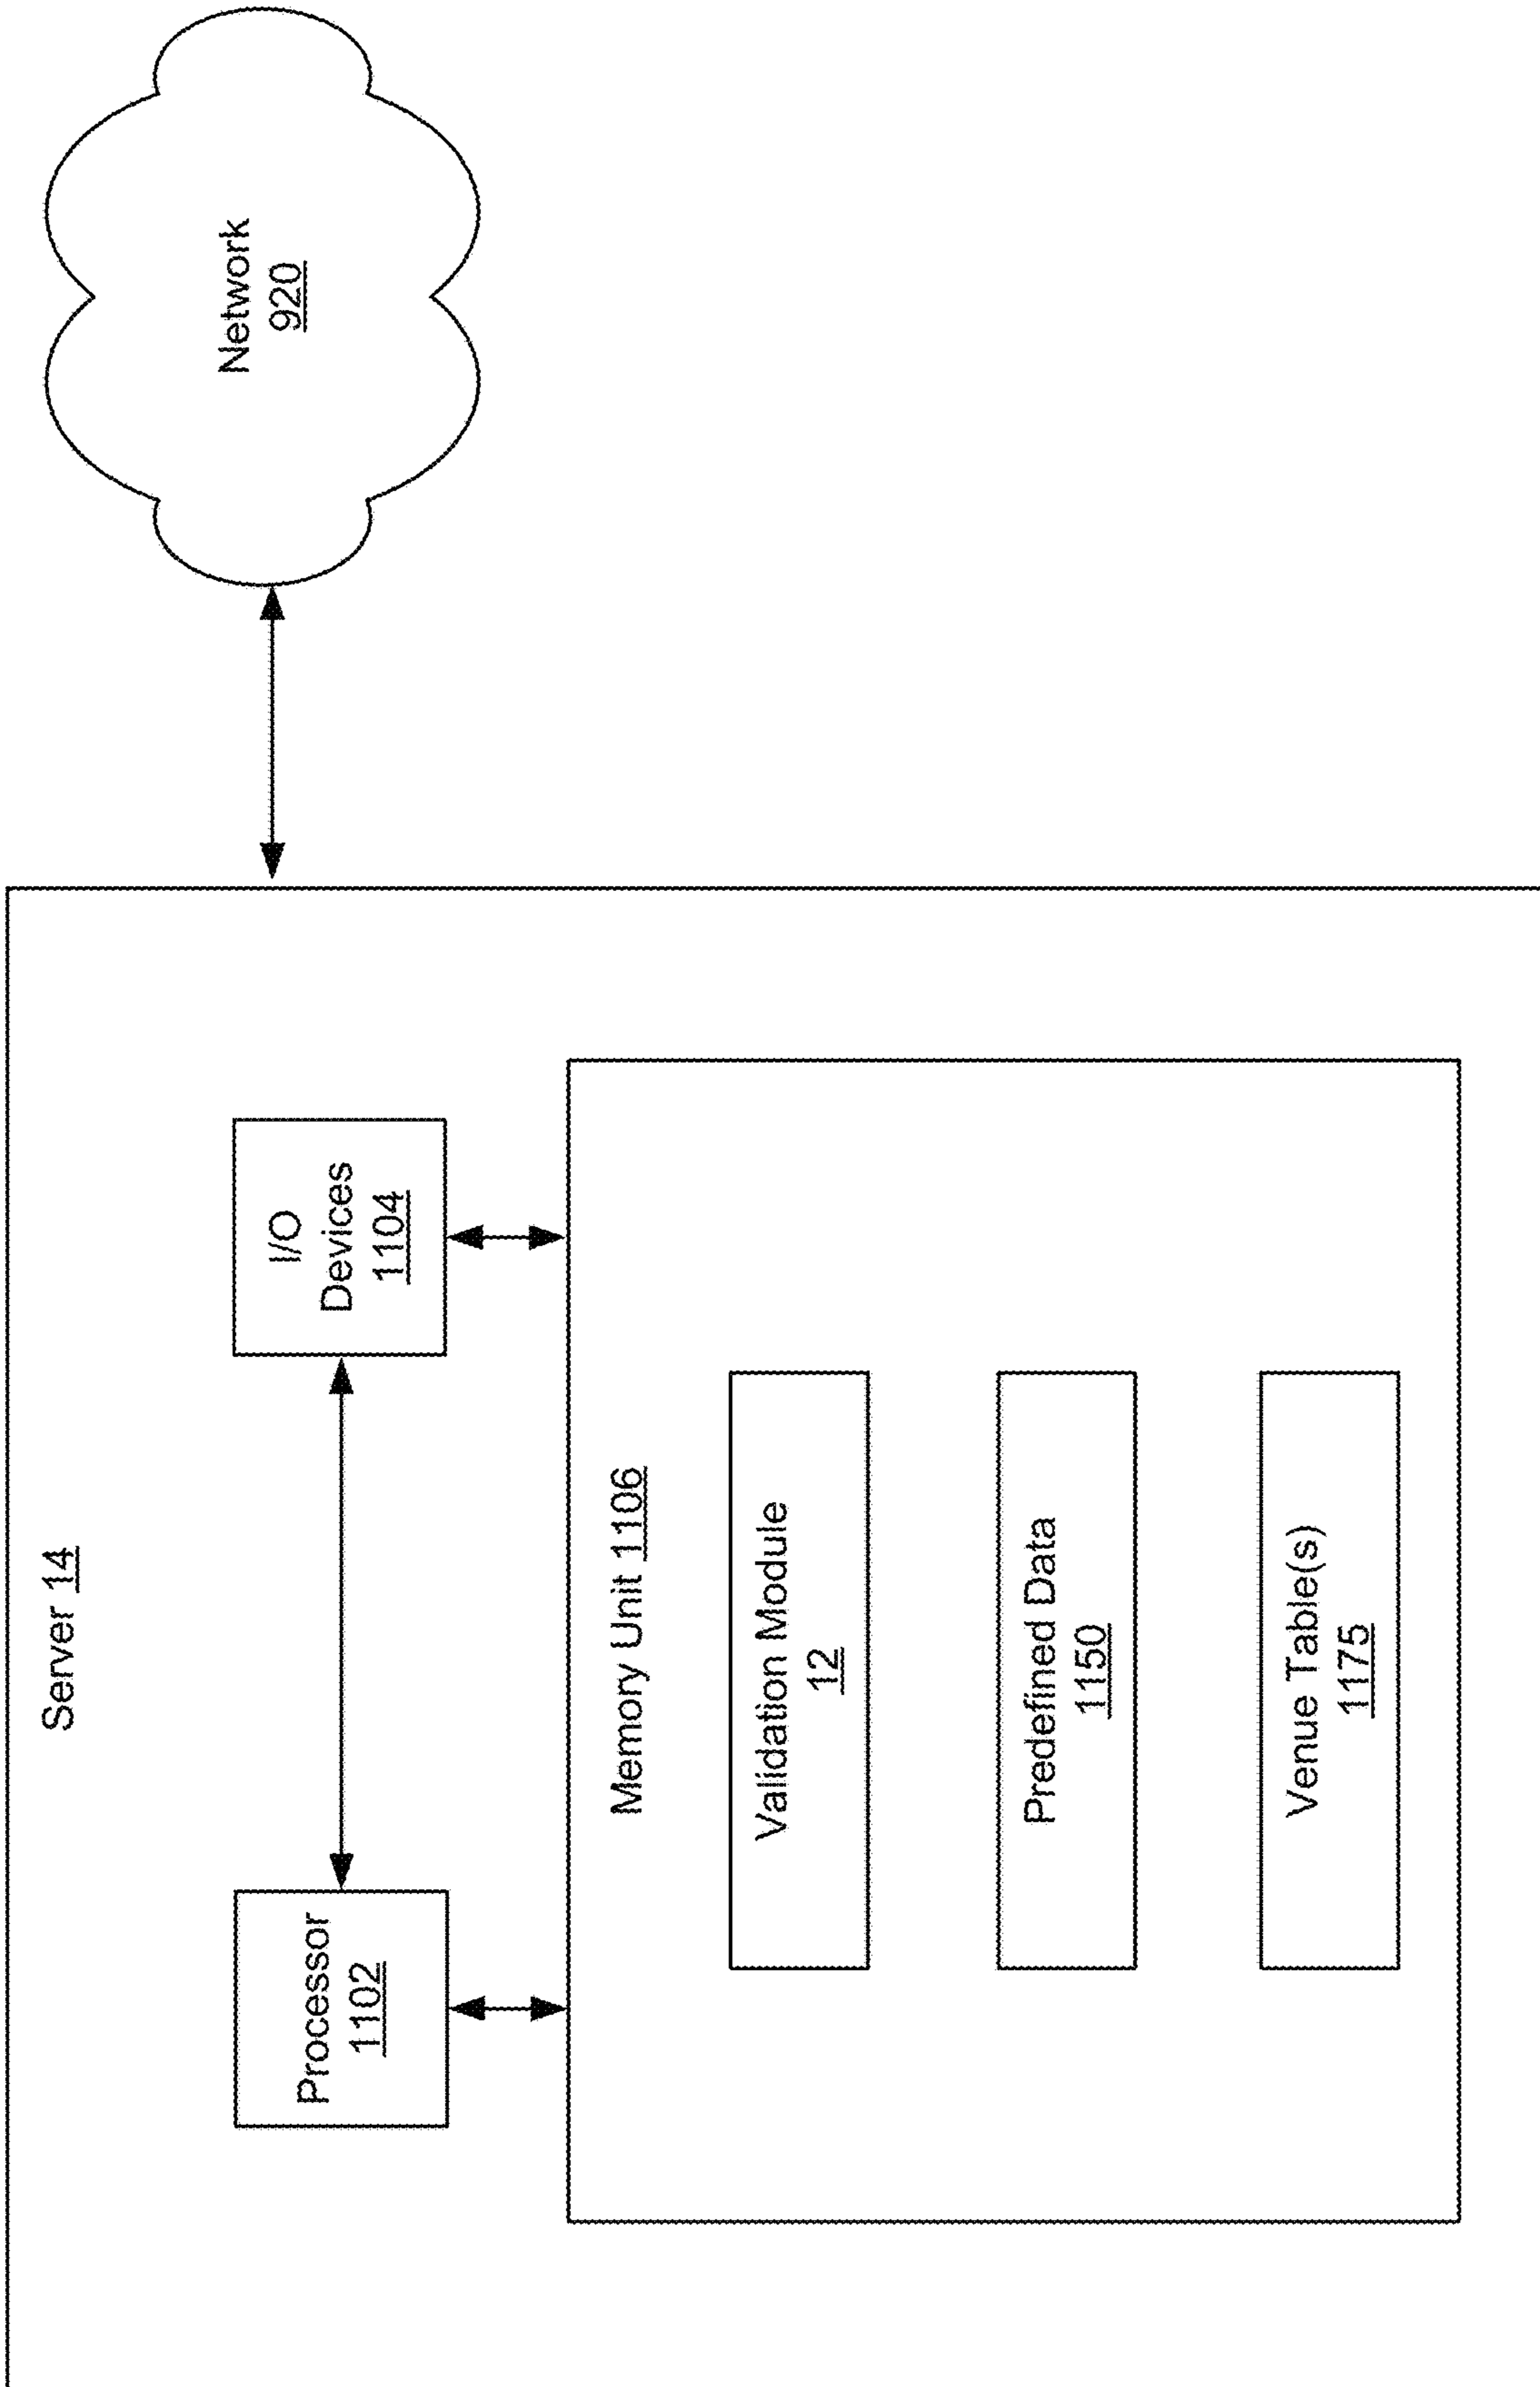 Server 14
Processor
1102
I/O
Devices
1104
Memory Unit 1106
Validation Module
12
Predefined Data
1150
Venue Table(s)
1175
Network
920